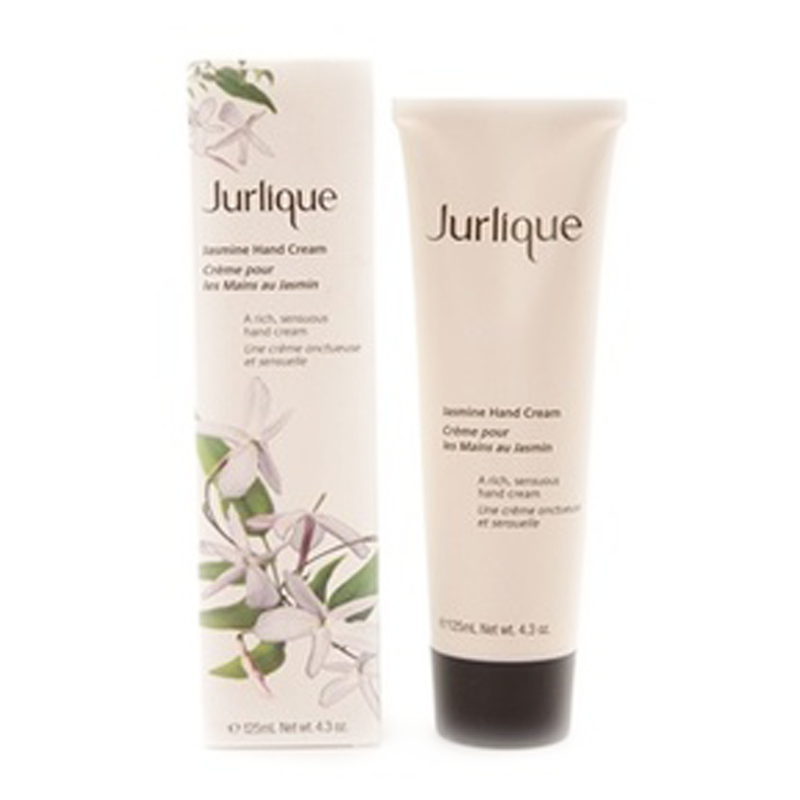 Jurlique
Jasmine Hand Cream
Crème pour
les Mains au Jasmin
A rich, sensuous
hand cream
Une crème onctueuse
et sensuelle
℮ 125mL Net wt. 4.3 oz.
Jurlique
Jasmine Hand Cream
Crème pour
les Mains au Jasmin
A rich, sensuous
hand cream
Une crème onctueuse
et sensuelle
℮ 125mL Net wt. 4.3 oz.